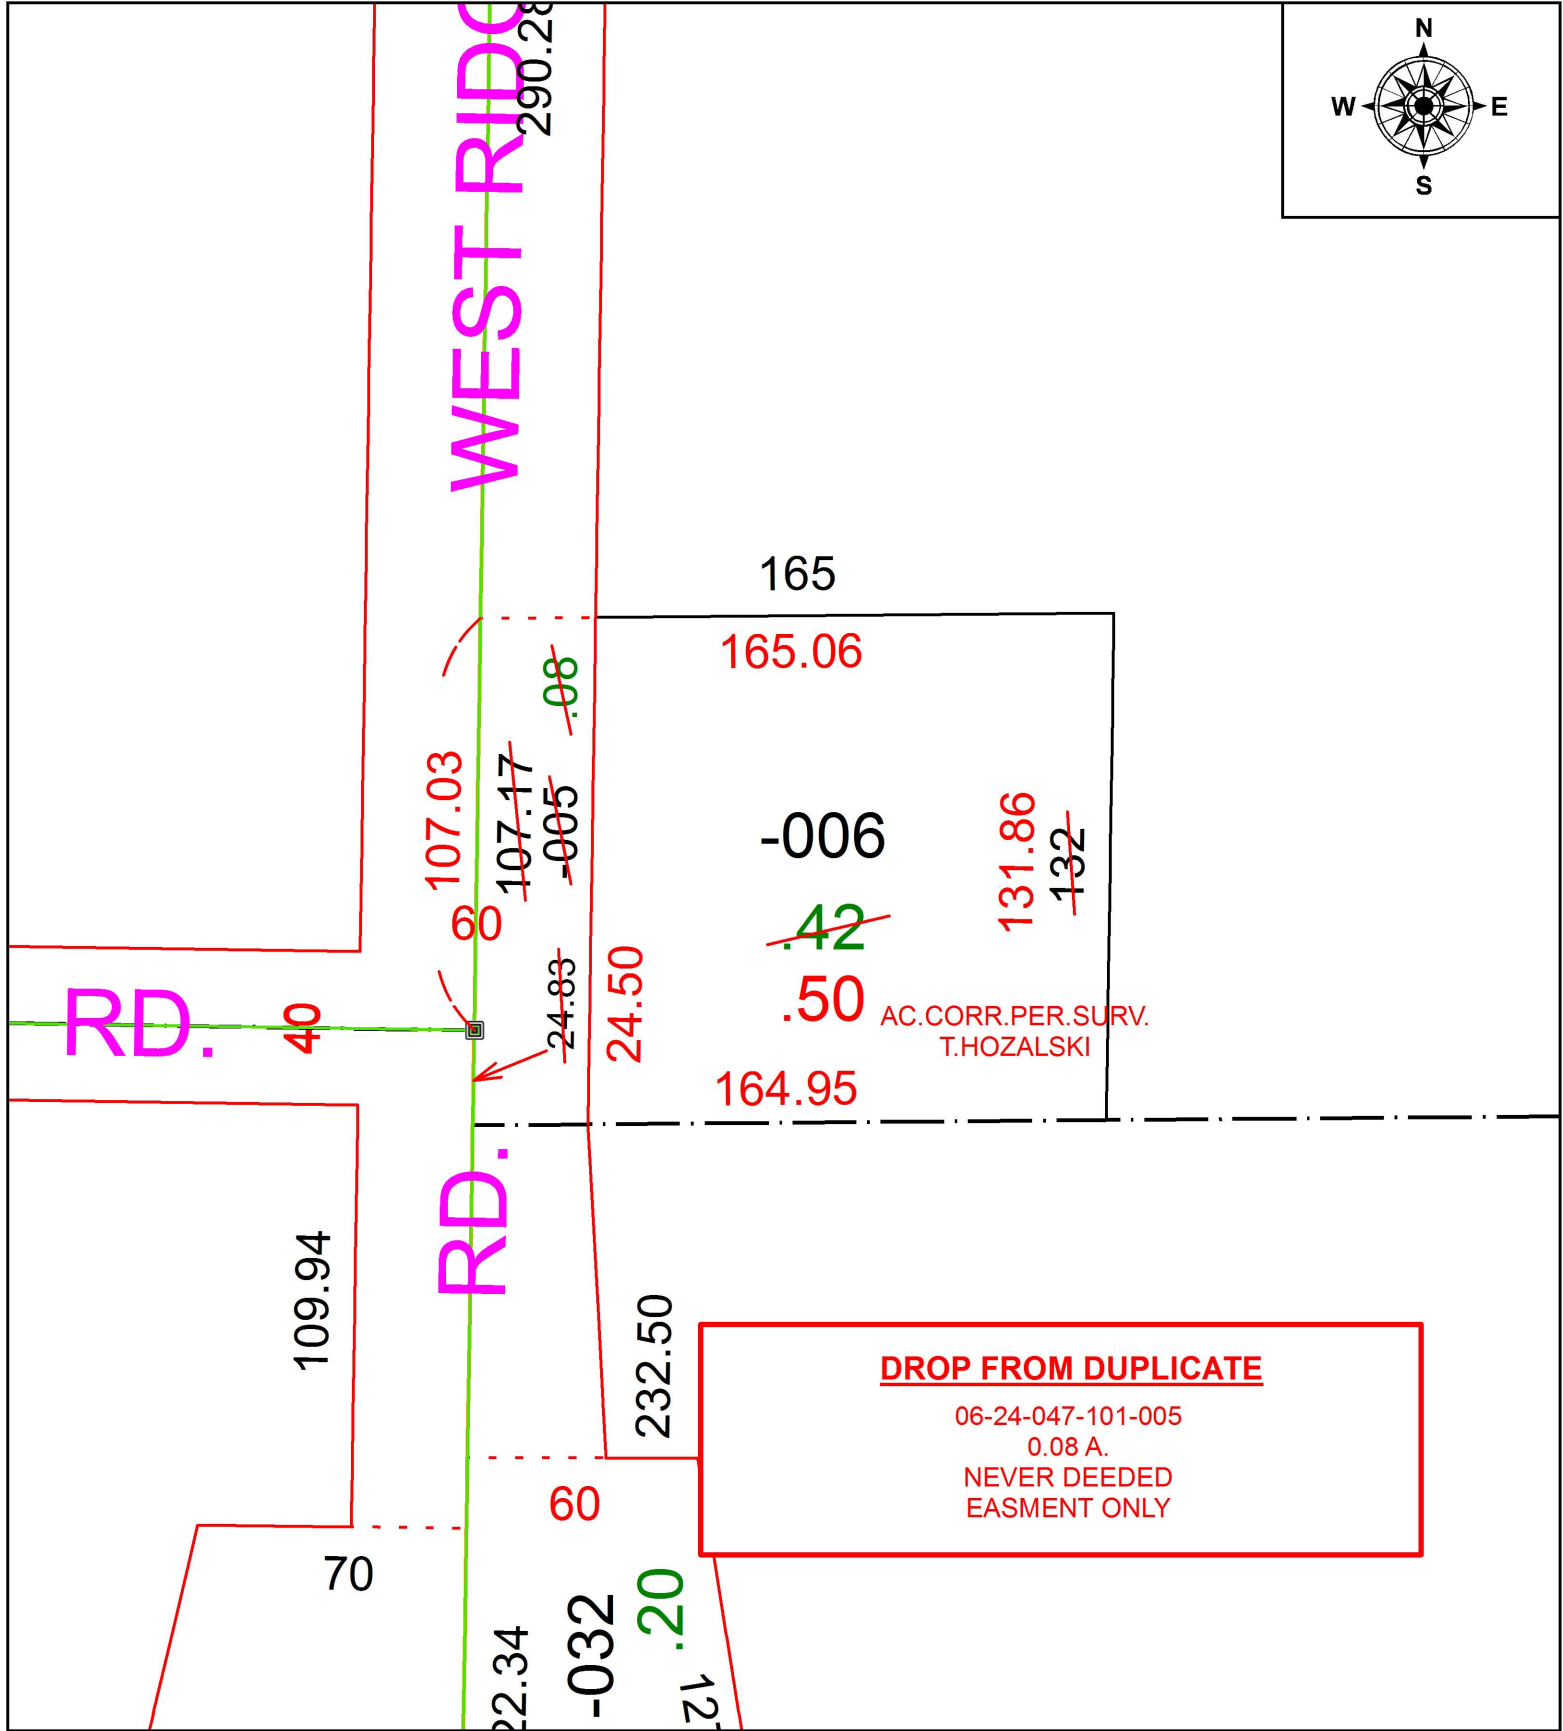 N
W E
S
290.28
WEST RIDG
165
165.06
.08
107.03
107.17
-005
-006
131.86
132
60
.42
24.83
24.50
.50
RD.
40
AC.CORR.PER.SURV.
T.HOZALSKI
164.95
RD.
109.94
232.50
DROP FROM DUPLICATE
06-24-047-101-005
0.08 A.
NEVER DEEDED
EASMENT ONLY
60
70
-032
.20
22.34